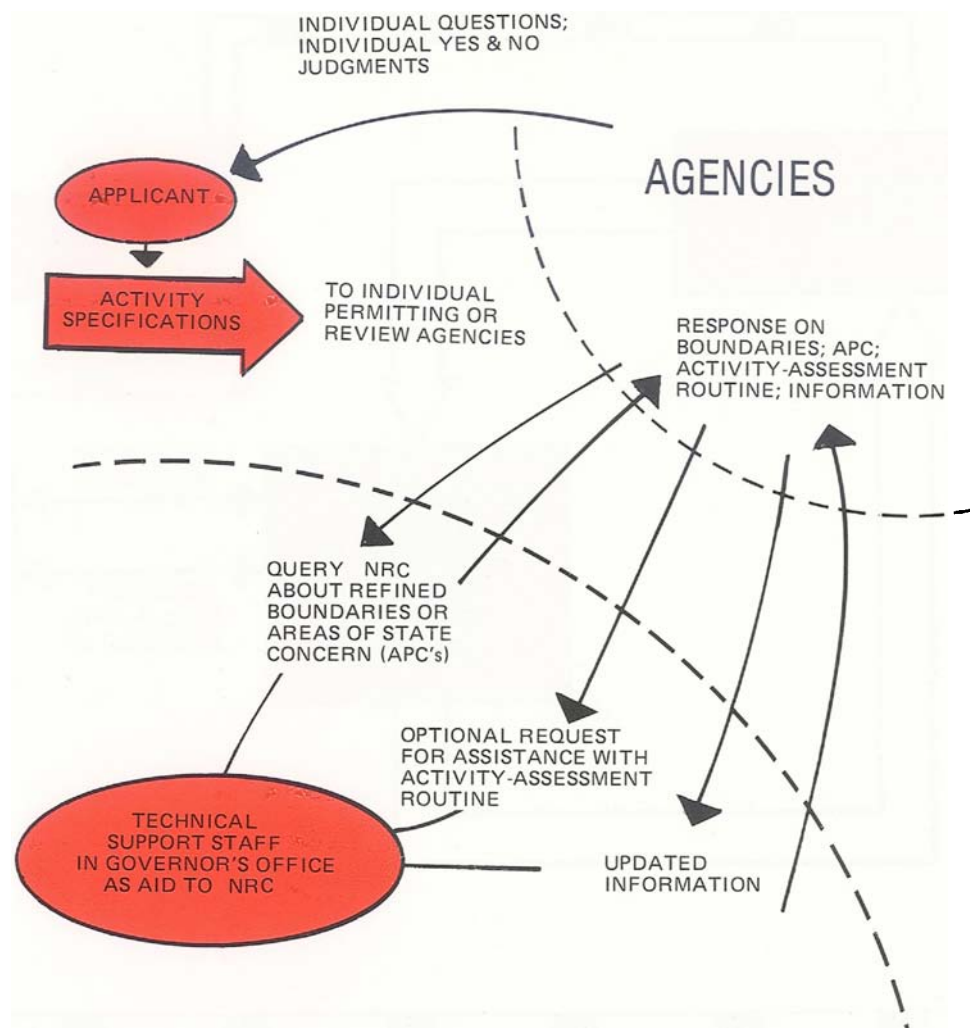 INDIVIDUAL QUESTIONS;
INDIVIDUAL YES & NO
JUDGMENTS
AGENCIES
APPLICANT
ACTIVITY
SPECIFICATIONS
TO INDIVIDUAL
PERMITTING OR
REVIEW AGENCIES
RESPONSE ON
BOUNDARIES; APC;
ACTIVITY-ASSESSMENT
ROUTINE; INFORMATION
QUERY NRC
ABOUT REFINED
BOUNDARIES OR
AREAS OF STATE
CONCERN (APC's)
OPTIONAL REQUEST
FOR ASSISTANCE WITH
ACTIVITY-ASSESSMENT
ROUTINE
TECHNICAL
SUPPORT STAFF
IN GOVERNOR'S OFFICE
AS AID TO NRC
UPDATED
INFORMATION